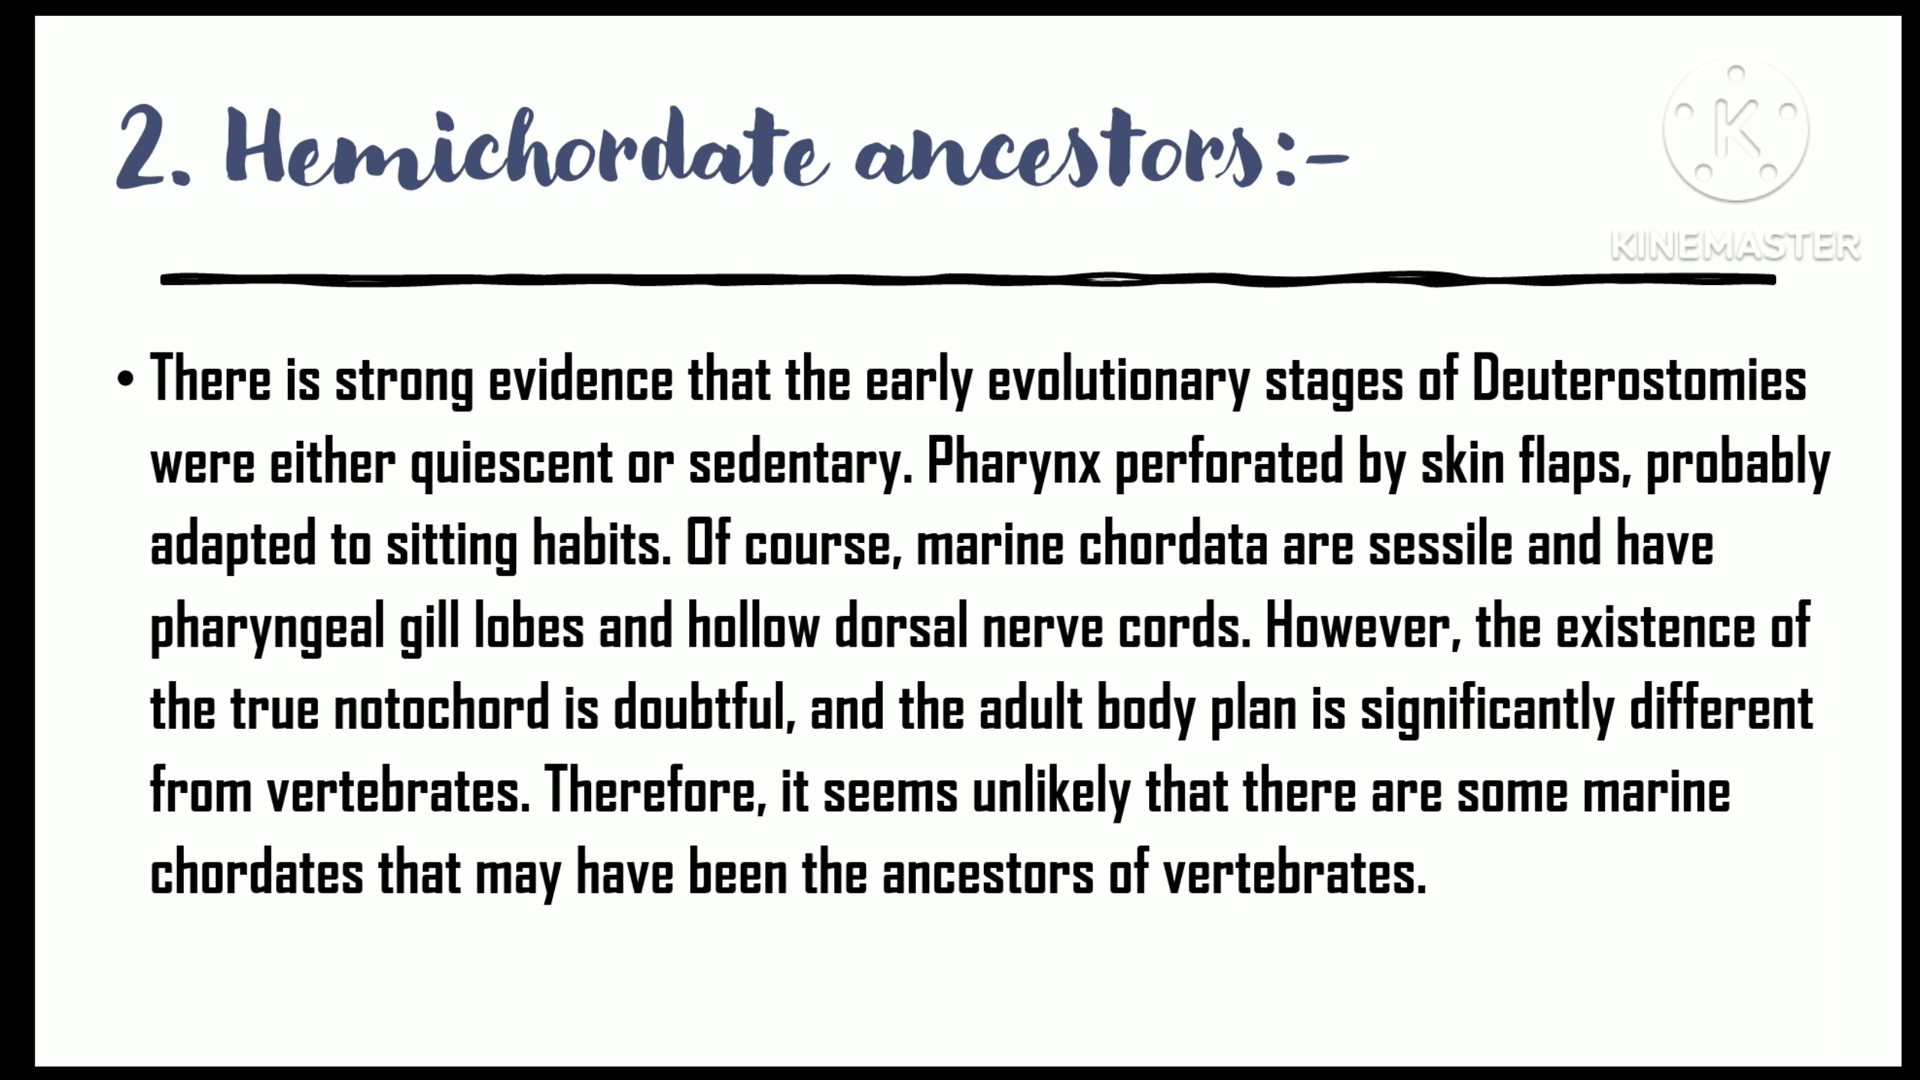 2. Hemichordate ancestors:-
K
KINEMASTER
• There is strong evidence that the early evolutionary stages of Deuterostomies
were either quiescent or sedentary. Pharynx perforated by skin flaps, probably
adapted to sitting habits. Of course, marine chordata are sessile and have
pharyngeal gill lobes and hollow dorsal nerve cords. However, the existence of
the true notochord is doubtful, and the adult body plan is significantly different
from vertebrates. Therefore, it seems unlikely that there are some marine
chordates that may have been the ancestors of vertebrates.